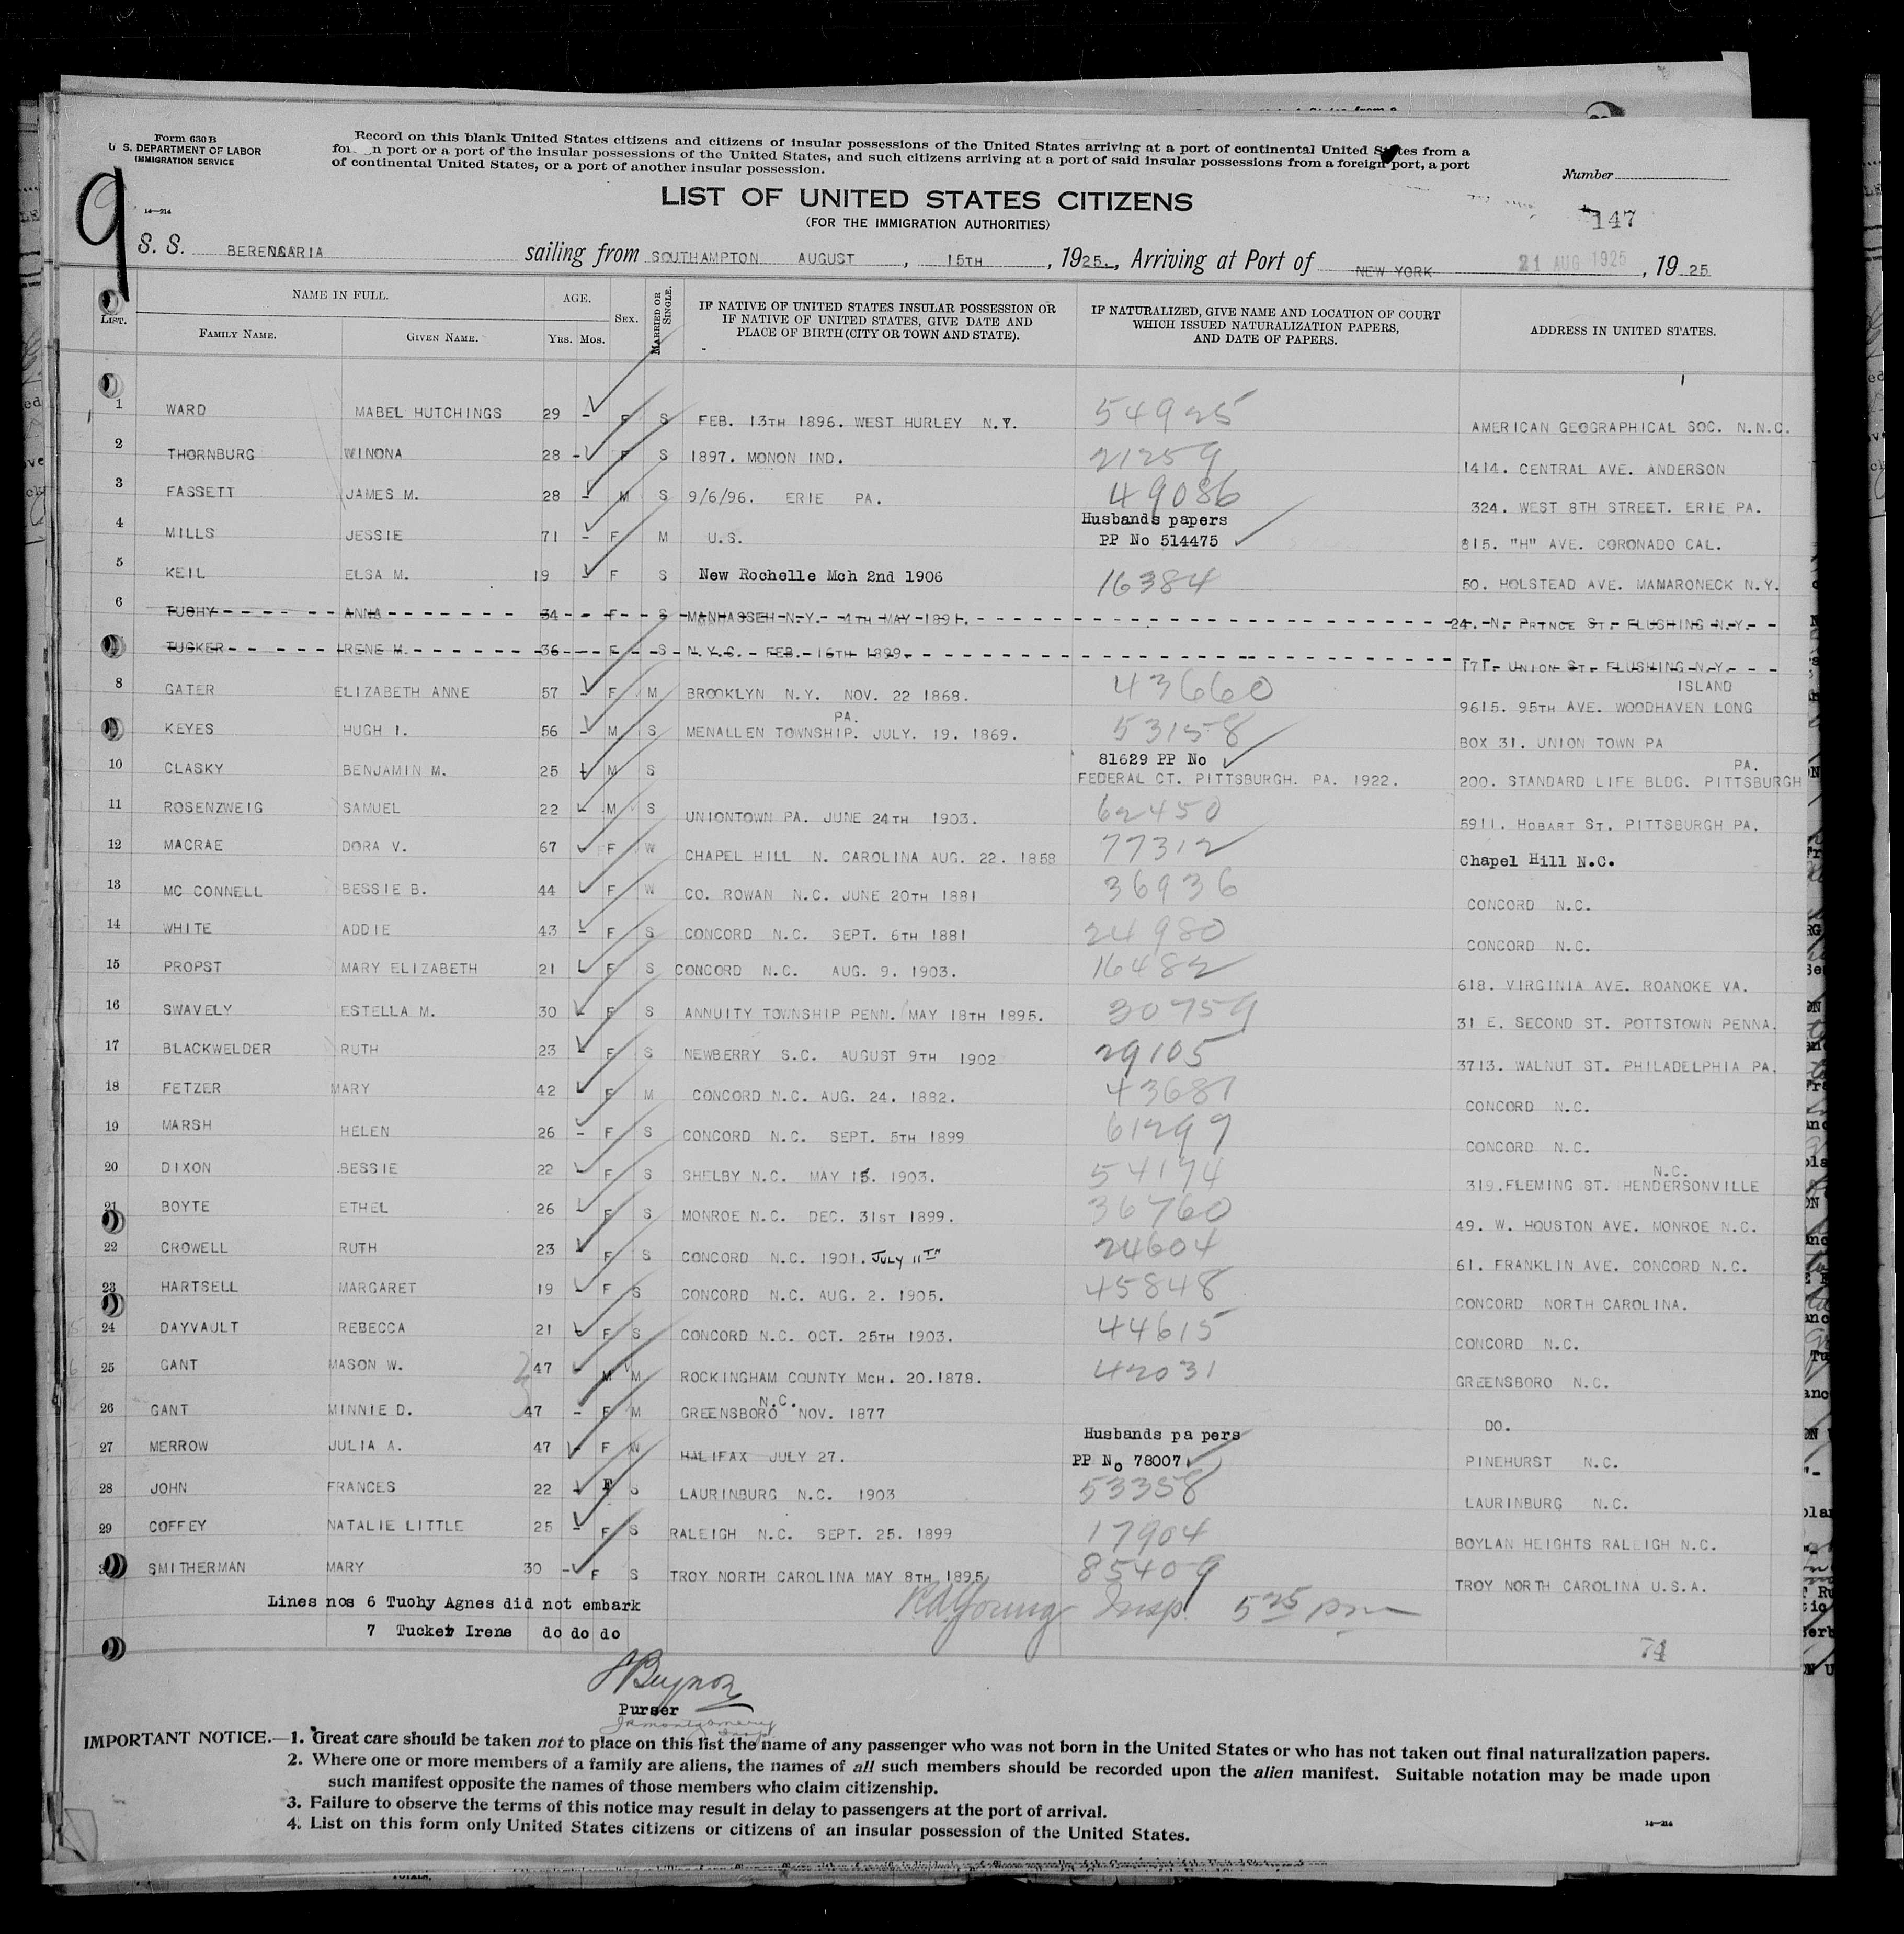 Form 630 B
U. S. DEPARTMENT OF LABOR
IMMIGRATION SERVICE
14—214
9
Record on this blank United States citizens and citizens of insular possessions of the United States arriving at a port of continental United States from a
port or a port of the insular possessions of the United States, and such citizens arriving at a port of said insular possessions from a foreign port, a port
of continental United States, or a port of another insular possession.
Number
147
LIST OF UNITED STATES CITIZENS
(FOR THE IMMIGRATION AUTHORITIES)
S. S. BERENGARIA sailing from SOUTHAMPTON AUGUST, 15TH, 1925., Arriving at Port of NEW YORK 21 AUG 1925, 1925
List. NAME IN FULL. AGE. Sex. MARRIED OR SINGLE. IF NATIVE OF UNITED STATES INSULAR POSSESSION OR IF NATIVE OF UNITED STATES, GIVE DATE AND PLACE OF BIRTH (CITY OR TOWN AND STATE). IF NATURALIZED, GIVE NAME AND LOCATION OF COURT WHICH ISSUED NATURALIZATION PAPERS, AND DATE OF PAPERS. ADDRESS IN UNITED STATES.
FAMILY NAME. GIVEN NAME. Yrs. Mos.
1 WARD MABEL HUTCHINGS 29 - F S FEB. 13TH 1896. WEST HURLEY N.Y. 54925 AMERICAN GEOGRAPHICAL SOC. N.N.C.
2 THORNBURG WINONA 28 - F S 1897. MONON IND. 21259 1414. CENTRAL AVE. ANDERSON
3 FASSETT JAMES M. 28 - M S 9/6/96. ERIE PA. 49086 324. WEST 8TH STREET. ERIE PA.
4 MILLS JESSIE 71 - F M U.S. Husbands papers PP No 514475 815. "H" AVE. CORONADO CAL.
5 KEIL ELSA M. 19 - F S New Rochelle Mch 2nd 1906 16384 50. HOLSTEAD AVE. MAMARONECK N.Y.
6 TUOHY ANNA 34 - F S MANHASSEH N.Y. 4TH MAY 1891. 24. N. PRINCE ST. FLUSHING N.Y.
TUCKER IRENE M. 36 - F S N.Y.C. FEB. 16TH 1899. 171. UNION ST. FLUSHING N.Y.
8 GATER ELIZABETH ANNE 57 - F M BROOKLYN N.Y. NOV. 22 1868. 43660 9615. 95TH AVE. WOODHAVEN LONG ISLAND
KEYES HUGH I. 56 - M S MENALLEN TOWNSHIP. PA. JULY. 19. 1869. 53158 BOX 31. UNION TOWN PA
10 CLASKY BENJAMIN M. 25 - M S 81629 PP No FEDERAL CT. PITTSBURGH. PA. 1922. 200. STANDARD LIFE BLDG. PITTSBURGH PA.
11 ROSENZWEIG SAMUEL 22 - M S UNIONTOWN PA. JUNE 24TH 1903. 62450 5911. HOBART ST. PITTSBURGH PA.
12 MACRAE DORA V. 67 - F W CHAPEL HILL N. CAROLINA AUG. 22. 1858 77312 Chapel Hill N.C.
13 MC CONNELL BESSIE B. 44 - F W CO. ROWAN N.C. JUNE 20TH 1881 36936 CONCORD N.C.
14 WHITE ADDIE 43 - F S CONCORD N.C. SEPT. 6TH 1881 24980 CONCORD N.C.
15 PROPST MARY ELIZABETH 21 - F S CONCORD N.C. AUG. 9. 1903. 16482 618. VIRGINIA AVE. ROANOKE VA.
16 SWAVELY ESTELLA M. 30 - F S ANNUITY TOWNSHIP PENN. MAY 18TH 1895. 30759 31 E. SECOND ST. POTTSTOWN PENNA.
17 BLACKWELDER RUTH 23 - F S NEWBERRY S.C. AUGUST 9TH 1902 29105 3713. WALNUT ST. PHILADELPHIA PA.
18 FETZER MARY 42 - F M CONCORD N.C. AUG. 24. 1882. 43687 CONCORD N.C.
19 MARSH HELEN 26 - F S CONCORD N.C. SEPT. 5TH 1899 61299 CONCORD N.C.
20 DIXON BESSIE 22 - F S SHELBY N.C. MAY 15. 1903. 54174 319. FLEMING ST. HENDERSONVILLE N.C.
21 BOYTE ETHEL 26 - F S MONROE N.C. DEC. 31ST 1899. 36760 49. W. HOUSTON AVE. MONROE N.C.
22 CROWELL RUTH 23 - F S CONCORD N.C. 1901. JULY 11TH 24604 61. FRANKLIN AVE. CONCORD N.C.
23 HARTSELL MARGARET 19 - F S CONCORD N.C. AUG. 2. 1905. 45848 CONCORD NORTH CAROLINA.
24 DAYVAULT REBECCA 21 - F S CONCORD N.C. OCT. 25TH 1903. 44615 CONCORD N.C.
25 GANT MASON W. 47 - M M ROCKINGHAM COUNTY MCH. 20. 1878. 42031 GREENSBORO N.C.
26 GANT MINNIE D. 47 - F M GREENSBORO N.C. NOV. 1877 DO.
27 MERROW JULIA A. 47 - F W HALIFAX JULY 27. Husbands papers PP No 78007 PINEHURST N.C.
28 JOHN FRANCES 22 - F S LAURINBURG N.C. 1903 53358 LAURINBURG N.C.
29 COFFEY NATALIE LITTLE 25 - F S RALEIGH N.C. SEPT. 25. 1899 17904 BOYLAN HEIGHTS RALEIGH N.C.
SMITHERMAN MARY 30 - F S TROY NORTH CAROLINA MAY 8TH 1895 85409 TROY NORTH CAROLINA U.S.A.
Lines nos 6 Tuohy Agnes did not embark
7 Tucker Irene do do do
RA Young Insp. 5 25 pm
74
Beynon
Purser
JR Montgomery
Insp
IMPORTANT NOTICE.—1. Great care should be taken not to place on this list the name of any passenger who was not born in the United States or who has not taken out final naturalization papers.
2. Where one or more members of a family are aliens, the names of all such members should be recorded upon the alien manifest. Suitable notation may be made upon
such manifest opposite the names of those members who claim citizenship.
3. Failure to observe the terms of this notice may result in delay to passengers at the port of arrival.
4. List on this form only United States citizens or citizens of an insular possession of the United States.
14—214